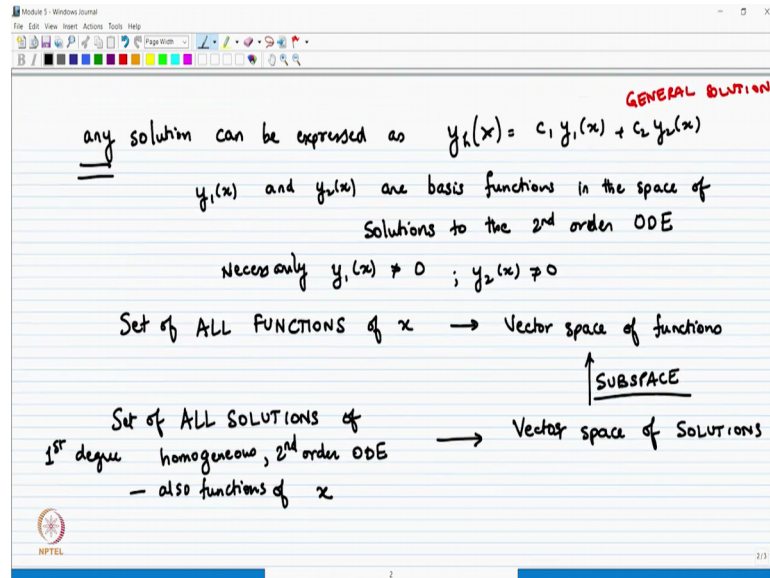 Module 5 - Windows Journal
File Edit View Insert Actions Tools Help
Page Width
B I
GENERAL SOLUTION
any solution can be expressed as yₕ(x) = c₁ y₁(x) + c₂ y₂(x)
y₁(x) and y₂(x) are basis functions in the space of
Solutions to the 2nd order ODE
Necessarily y₁(x) ≠ 0 ; y₂(x) ≠ 0
Set of ALL FUNCTIONS of x → Vector space of functions
SUBSPACE
Set of ALL SOLUTIONS of
1st degree homogeneous, 2nd order ODE → Vector space of SOLUTIONS
- also functions of x
NPTEL
2/3
2